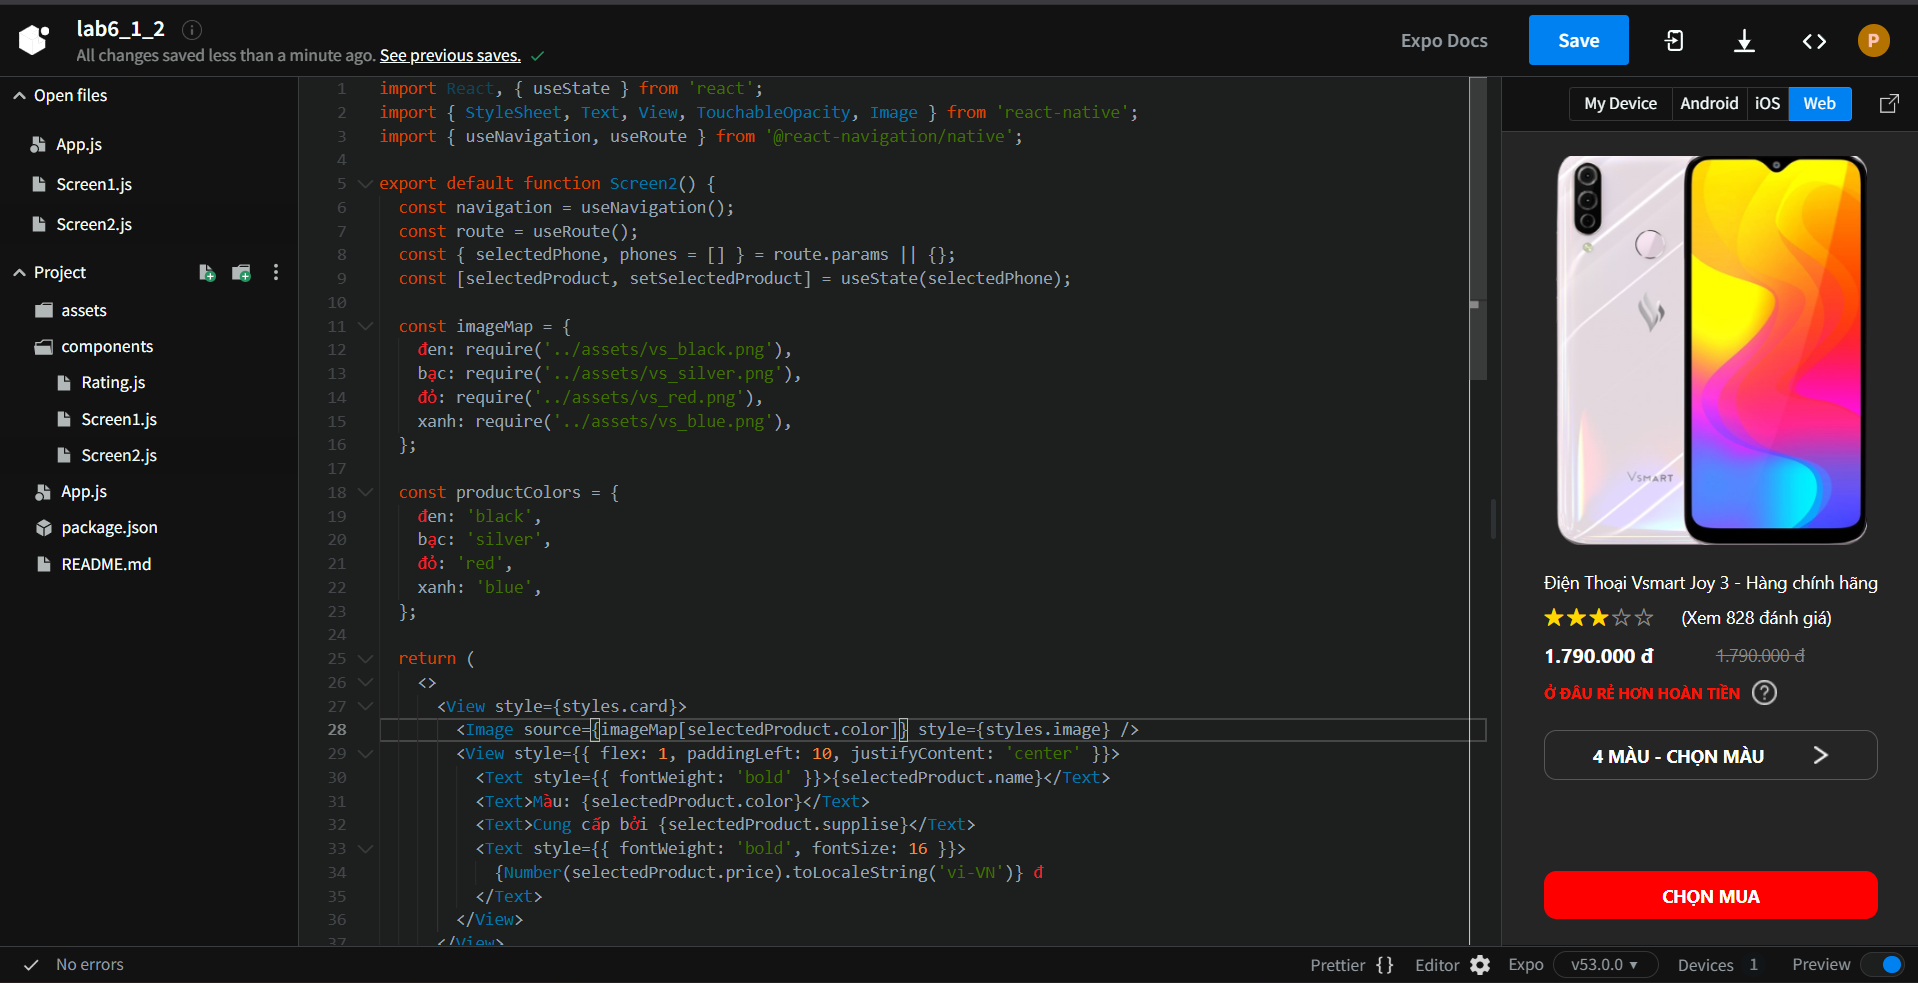 lab6_1_2
All changes saved less than a minute ago. See previous saves.
Expo Docs
Save
P
Open files
App.js
Screen1.js
Screen2.js
Project
assets
components
Rating.js
Screen1.js
Screen2.js
App.js
package.json
README.md
1 import React, { useState } from 'react';
2 import { StyleSheet, Text, View, TouchableOpacity, Image } from 'react-native';
3 import { useNavigation, useRoute } from '@react-navigation/native';
4
5 export default function Screen2() {
6 const navigation = useNavigation();
7 const route = useRoute();
8 const { selectedPhone, phones = [] } = route.params || {};
9 const [selectedProduct, setSelectedProduct] = useState(selectedPhone);
10
11 const imageMap = {
12 đen: require('../assets/vs_black.png'),
13 bạc: require('../assets/vs_silver.png'),
14 đỏ: require('../assets/vs_red.png'),
15 xanh: require('../assets/vs_blue.png'),
16 };
17
18 const productColors = {
19 đen: 'black',
20 bạc: 'silver',
21 đỏ: 'red',
22 xanh: 'blue',
23 };
24
25 return (
26 <>
27 <View style={styles.card}>
28 <Image source={imageMap[selectedProduct.color]} style={styles.image} />
29 <View style={{ flex: 1, paddingLeft: 10, justifyContent: 'center' }}>
30 <Text style={{ fontWeight: 'bold' }}>{selectedProduct.name}</Text>
31 <Text>Màu: {selectedProduct.color}</Text>
32 <Text>Cung cấp bởi {selectedProduct.supplise}</Text>
33 <Text style={{ fontWeight: 'bold', fontSize: 16 }}>
34 {Number(selectedProduct.price).toLocaleString('vi-VN')} đ
35 </Text>
36 </View>
37 </View>
My Device Android iOS Web
VSMART
Điện Thoại Vsmart Joy 3 - Hàng chính hãng
(Xem 828 đánh giá)
1.790.000 đ 1.790.000 đ
Ở ĐÂU RẺ HƠN HOÀN TIỀN ?
4 MÀU - CHỌN MÀU
CHỌN MUA
No errors
Prettier {} Editor Expo v53.0.0 Devices 1 Preview